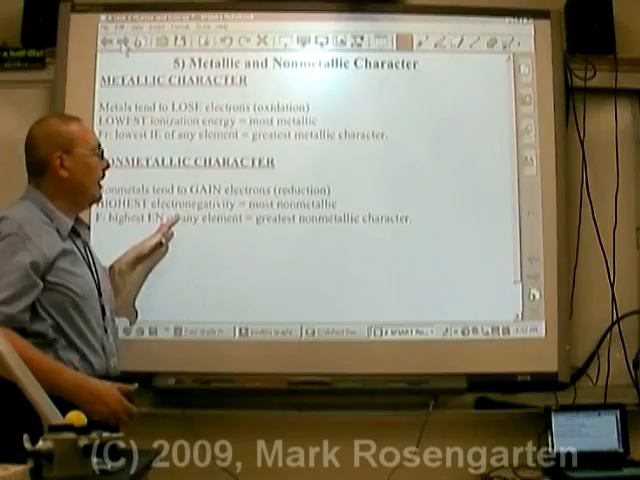 5) Metallic and Nonmetallic Character
METALLIC CHARACTER
Metals tend to LOSE electrons (oxidation)
LOWEST ionization energy = most metallic
Fr: lowest IE of any element = greatest metallic character.
ONMETALLIC CHARACTER
onmetals tend to GAIN electrons (reduction)
HIGHEST electronegativity = most nonmetallic
F: highest EN of any element = greatest nonmetallic character.
(C) 2009, Mark Rosengarten